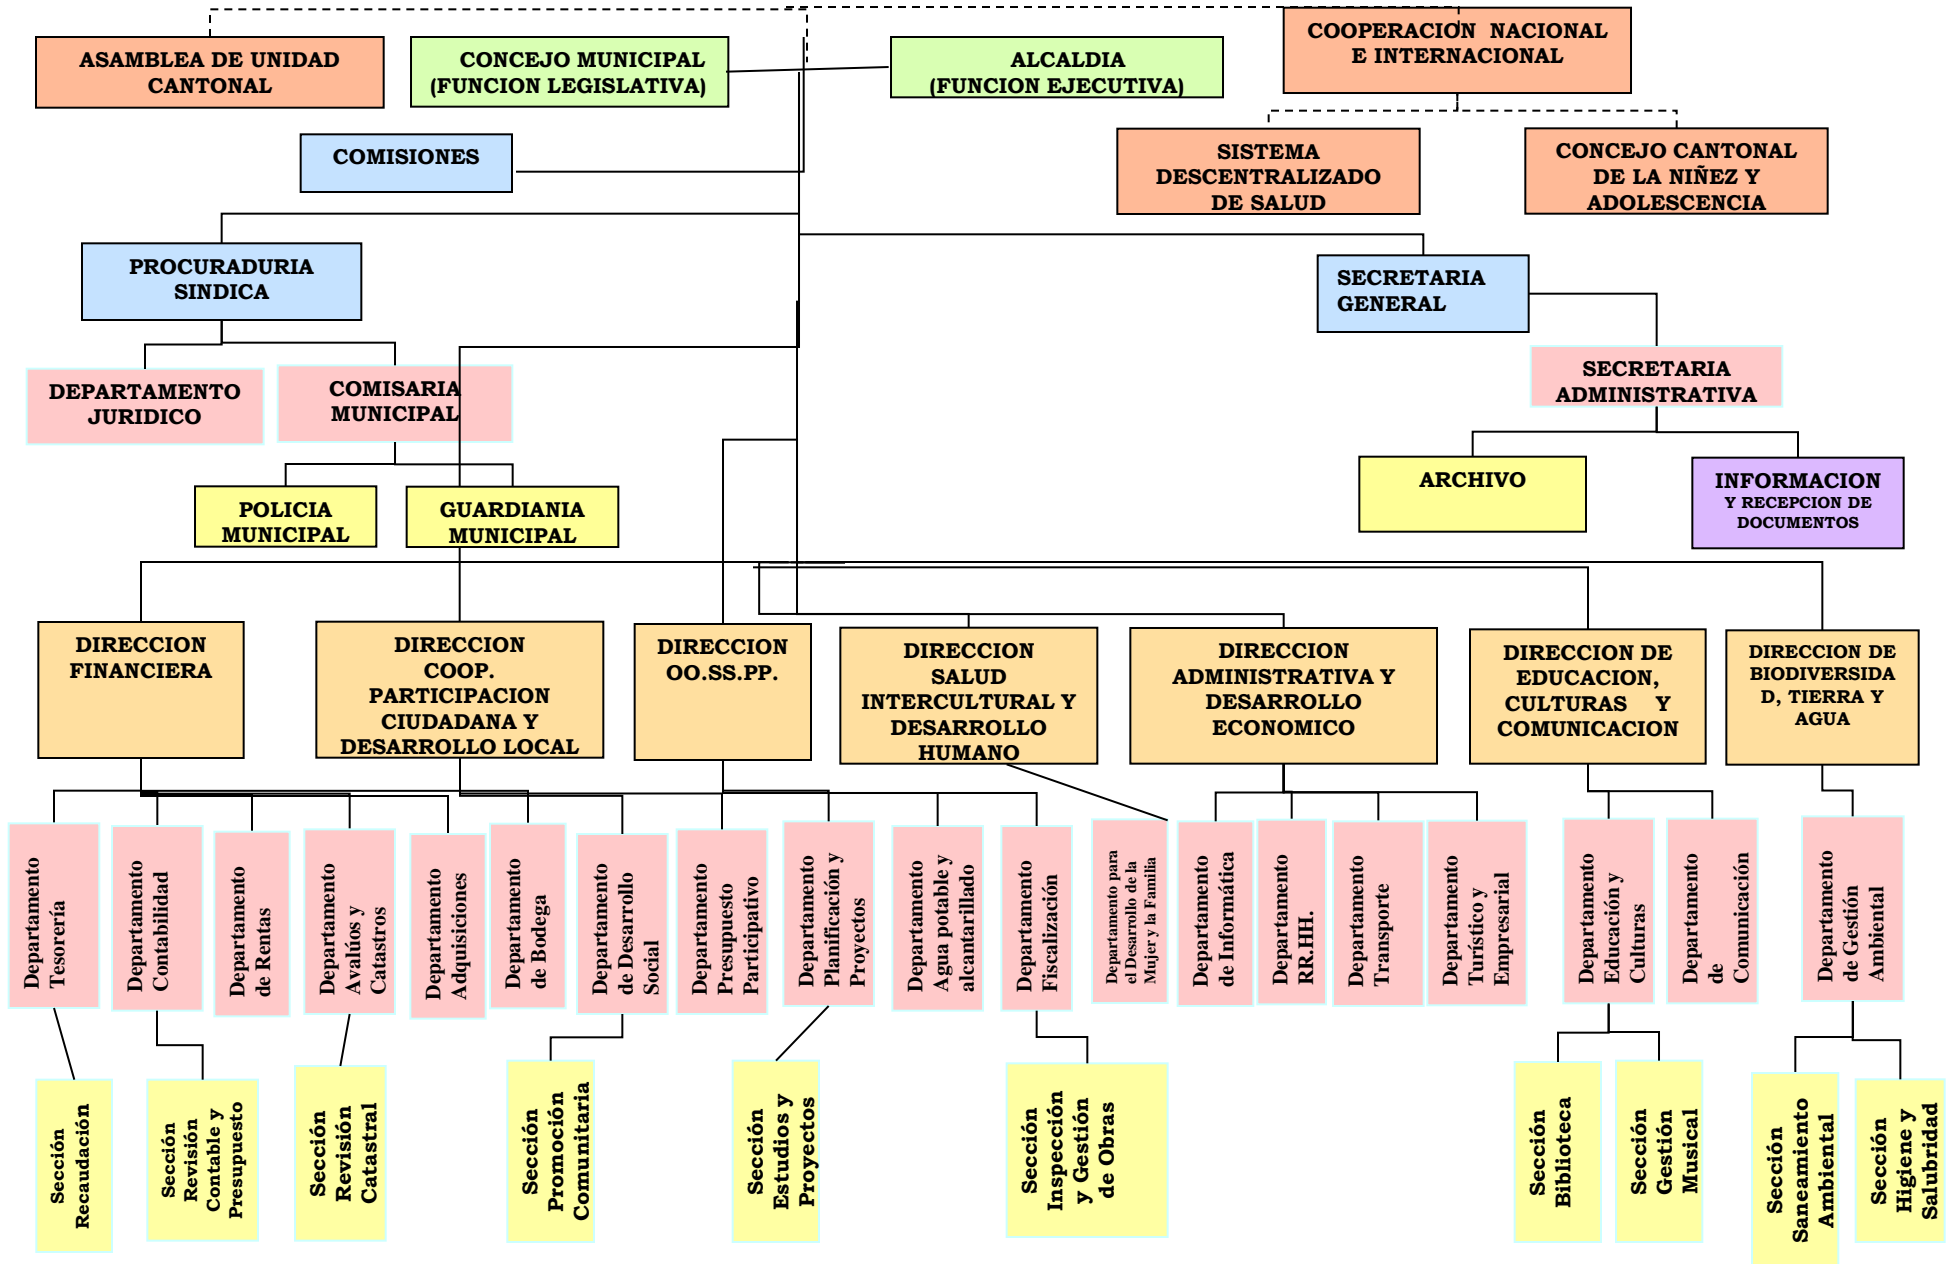 ASAMBLEA DE UNIDAD
CANTONAL
CONCEJO MUNICIPAL
(FUNCION LEGISLATIVA)
ALCALDIA
(FUNCION EJECUTIVA)
COOPERACION NACIONAL
E INTERNACIONAL
COMISIONES
SISTEMA
DESCENTRALIZADO
DE SALUD
CONCEJO CANTONAL
DE LA NIÑEZ Y
ADOLESCENCIA
PROCURADURIA
SINDICA
SECRETARIA
GENERAL
DEPARTAMENTO
JURIDICO
COMISARIA
MUNICIPAL
SECRETARIA
ADMINISTRATIVA
POLICIA
MUNICIPAL
GUARDIANIA
MUNICIPAL
ARCHIVO
INFORMACION
Y RECEPCION DE
DOCUMENTOS
DIRECCION
FINANCIERA
DIRECCION
COOP.
PARTICIPACION
CIUDADANA Y
DESARROLLO LOCAL
DIRECCION
OO.SS.PP.
DIRECCION
SALUD
INTERCULTURAL Y
DESARROLLO
HUMANO
DIRECCION
ADMINISTRATIVA Y
DESARROLLO
ECONOMICO
DIRECCION DE
EDUCACION,
CULTURAS Y
COMUNICACION
DIRECCION DE
BIODIVERSIDA
D, TIERRA Y
AGUA
Departamento
Tesorería
Departamento
Contabilidad
Departamento
de Rentas
Departamento
Avalúos y
Catastros
Departamento
Adquisiciones
Departamento
de Bodega
Departamento
de Desarrollo
Social
Departamento
Presupuesto
Participativo
Departamento
Planificación y
Proyectos
Departamento
Agua potable y
alcantarillado
Departamento
Fiscalización
Departamento para
el Desarrollo de la
Mujer y la Familia
Departamento
de Informática
Departamento
RR.HH.
Departamento
Transporte
Departamento
Turístico y
Empresarial
Departamento
Educación y
Culturas
Departamento
de
Comunicación
Departamento
de Gestión
Ambiental
Sección
Recaudación
Sección
Revisión
Contable y
Presupuesto
Sección
Revisión
Catastral
Sección
Promoción
Comunitaria
Sección
Estudios y
Proyectos
Sección
Inspección
y Gestión
de Obras
Sección
Biblioteca
Sección
Gestión
Musical
Sección
Saneamiento
Ambiental
Sección
Higiene y
Salubridad